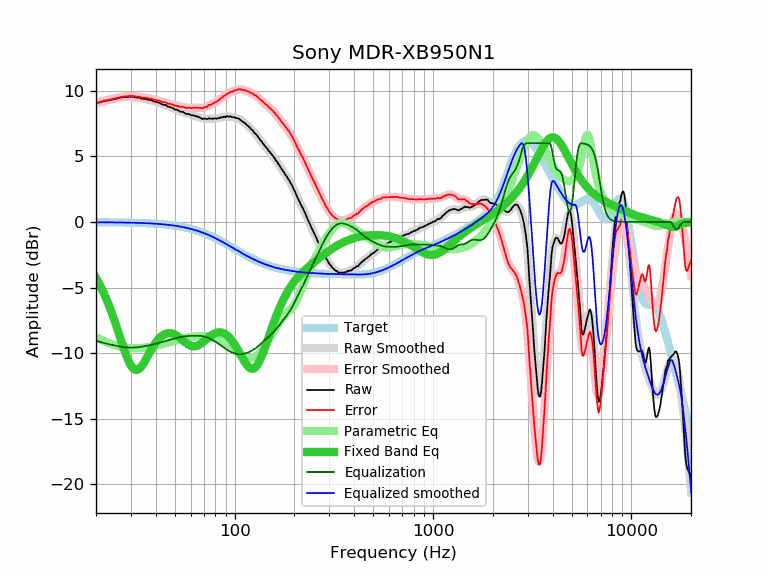 Sony MDR-XB950N1
Amplitude (dBr)
10
5
0
−5
−10
−15
−20
Target
Raw Smoothed
Error Smoothed
Raw
Error
Parametric Eq
Fixed Band Eq
Equalization
Equalized smoothed
100
1000
10000
Frequency (Hz)